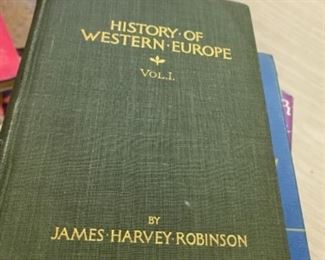 HISTORY·OF
WESTERN·EUROPE
VOL.I.
BY
JAMES·HARVEY·ROBINSON